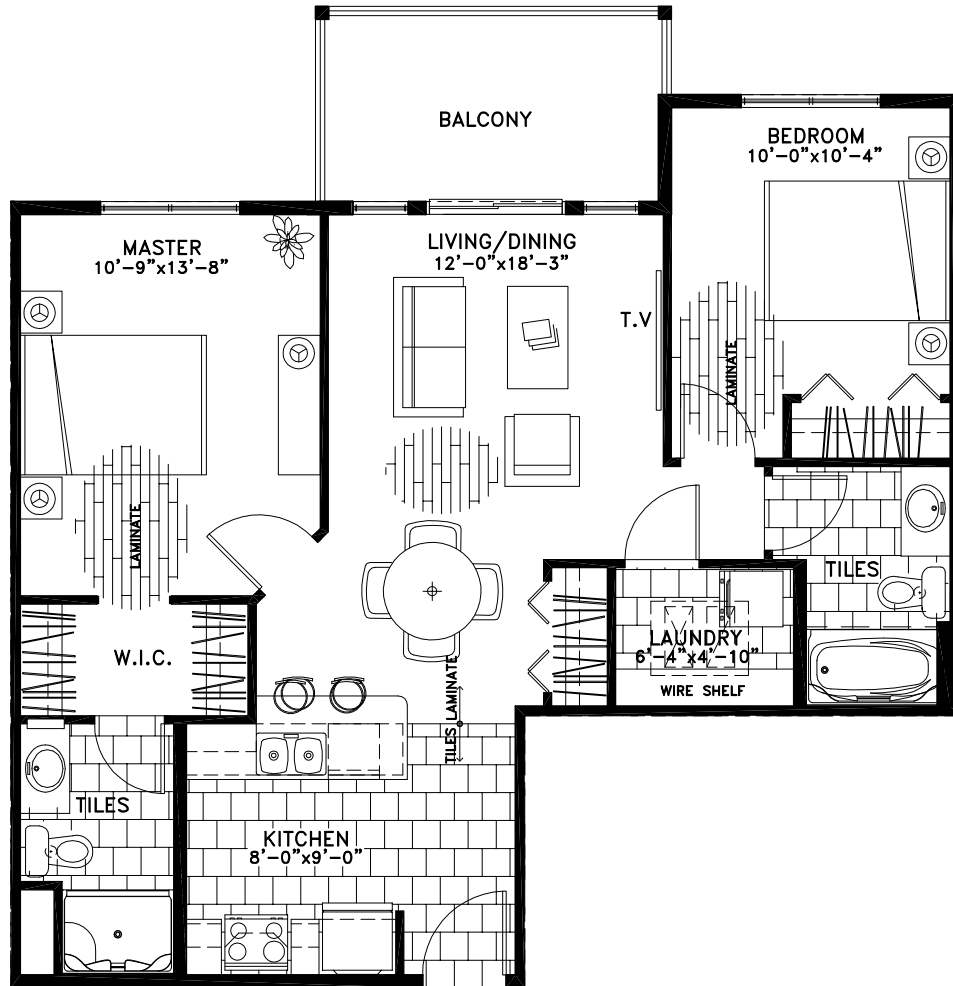 BALCONY
BEDROOM
10'-0"x10'-4"
MASTER
10'-9"x13'-8"
LIVING/DINING
12'-0"x18'-3"
T.V
LAMINATE
LAMINATE
TILES
LAUNDRY
6'-4"x4'-10"
WIRE SHELF
W.I.C.
TILES LAMINATE
TILES
KITCHEN
8'-0"x9'-0"